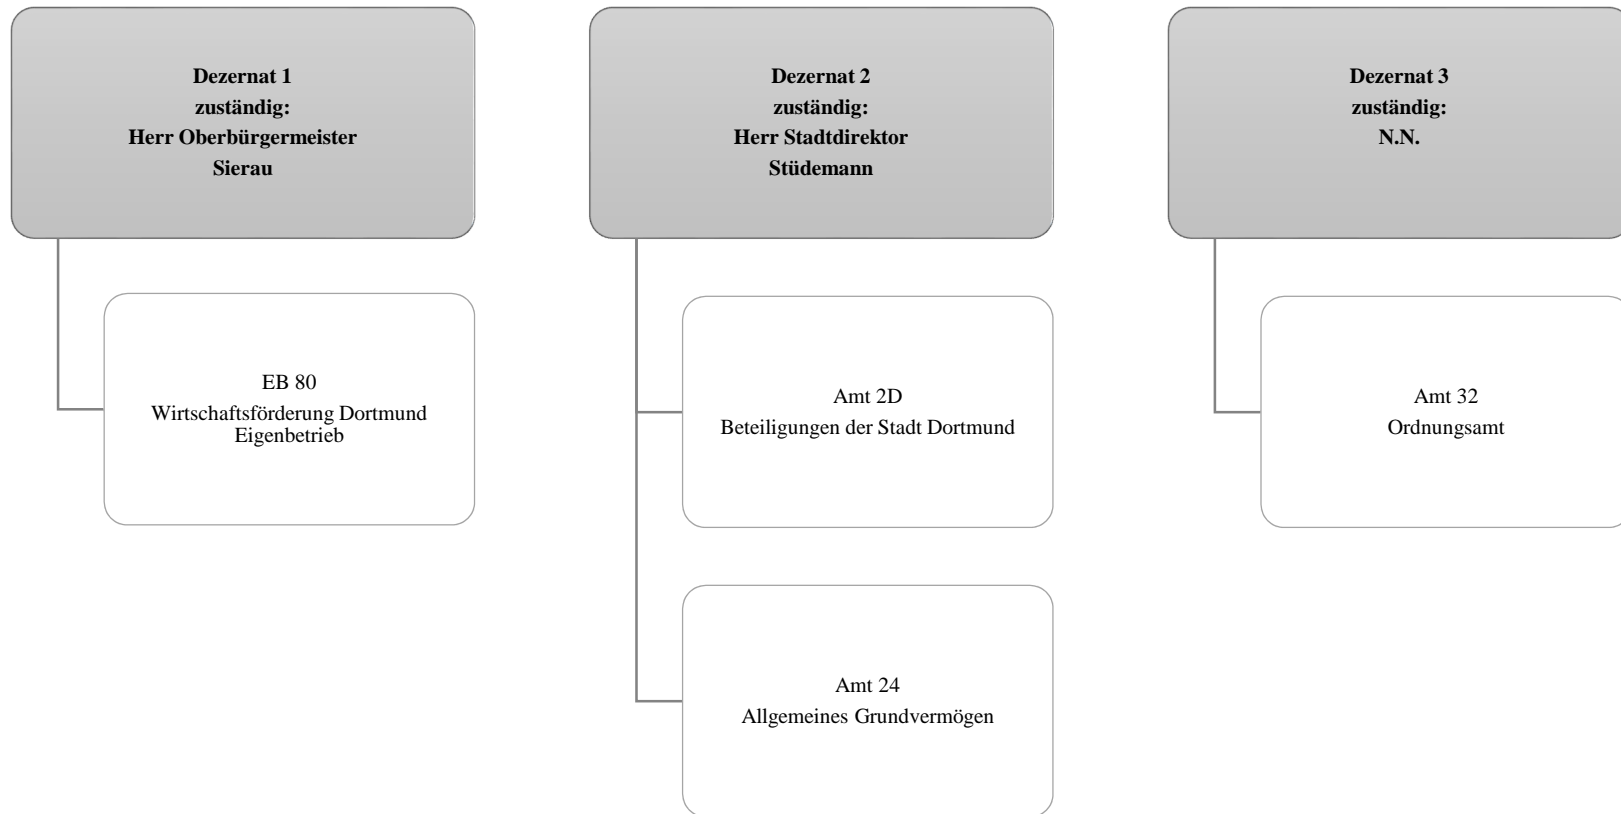 Dezernat 1
zuständig:
Herr Oberbürgermeister
Sierau
EB 80
Wirtschaftsförderung Dortmund
Eigenbetrieb
Dezernat 2
zuständig:
Herr Stadtdirektor
Stüdemann
Amt 2D
Beteiligungen der Stadt Dortmund
Amt 24
Allgemeines Grundvermögen
Dezernat 3
zuständig:
N.N.
Amt 32
Ordnungsamt